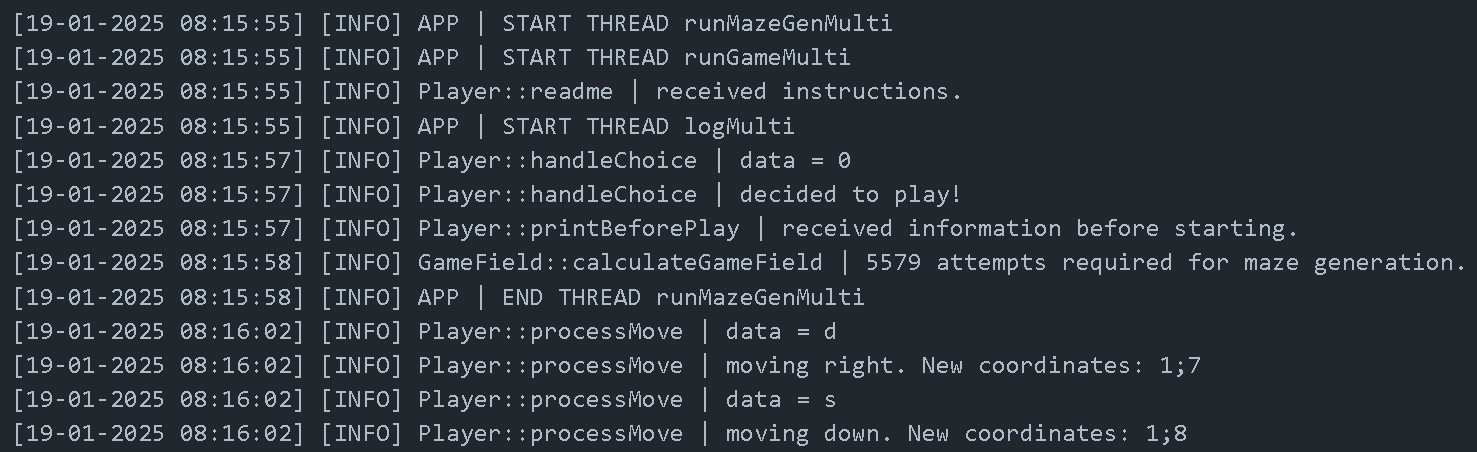 [19-01-2025 08:15:55] [INFO] APP | START THREAD runMazeGenMulti
[19-01-2025 08:15:55] [INFO] APP | START THREAD runGameMulti
[19-01-2025 08:15:55] [INFO] Player::readme | received instructions.
[19-01-2025 08:15:55] [INFO] APP | START THREAD logMulti
[19-01-2025 08:15:57] [INFO] Player::handleChoice | data = 0
[19-01-2025 08:15:57] [INFO] Player::handleChoice | decided to play!
[19-01-2025 08:15:57] [INFO] Player::printBeforePlay | received information before starting.
[19-01-2025 08:15:58] [INFO] GameField::calculateGameField | 5579 attempts required for maze generation.
[19-01-2025 08:15:58] [INFO] APP | END THREAD runMazeGenMulti
[19-01-2025 08:16:02] [INFO] Player::processMove | data = d
[19-01-2025 08:16:02] [INFO] Player::processMove | moving right. New coordinates: 1;7
[19-01-2025 08:16:02] [INFO] Player::processMove | data = s
[19-01-2025 08:16:02] [INFO] Player::processMove | moving down. New coordinates: 1;8